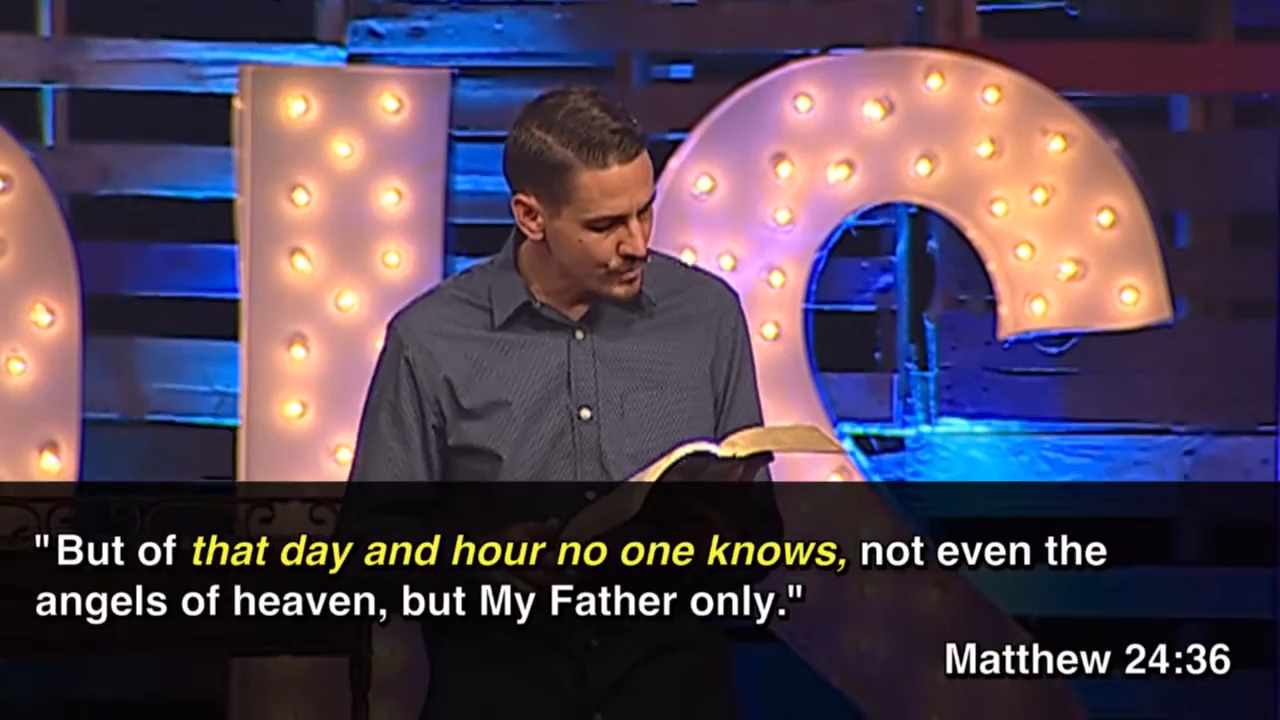 IS
"But of that day and hour no one knows, not even the
angels of heaven, but My Father only."
Matthew 24:36